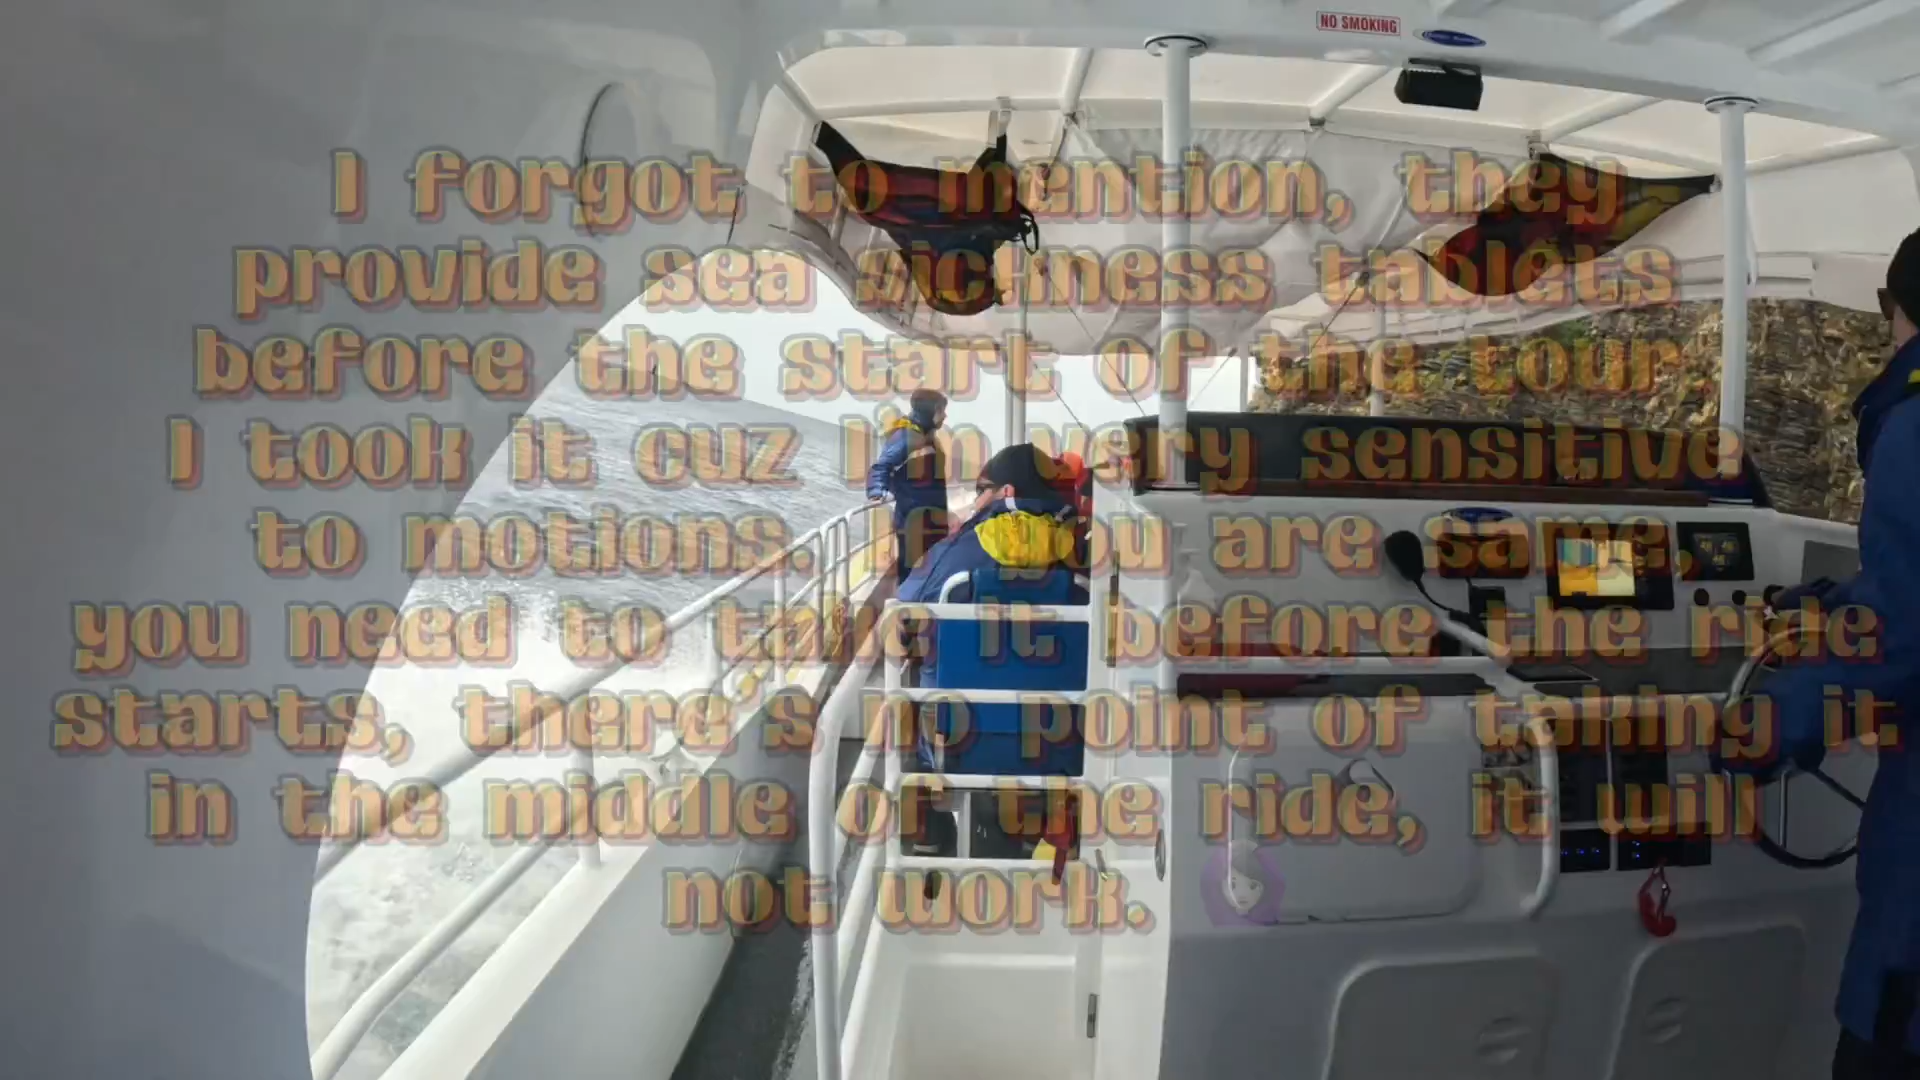 NO SMOKING
I forgot to mention, they
provide sea sickness tablets
before the start of the tour.
I took it cuz I'm very sensitive
to motions. If you are same,
you need to take it before the ride
starts, there's no point of taking it
in the middle of the ride, it will
not work.